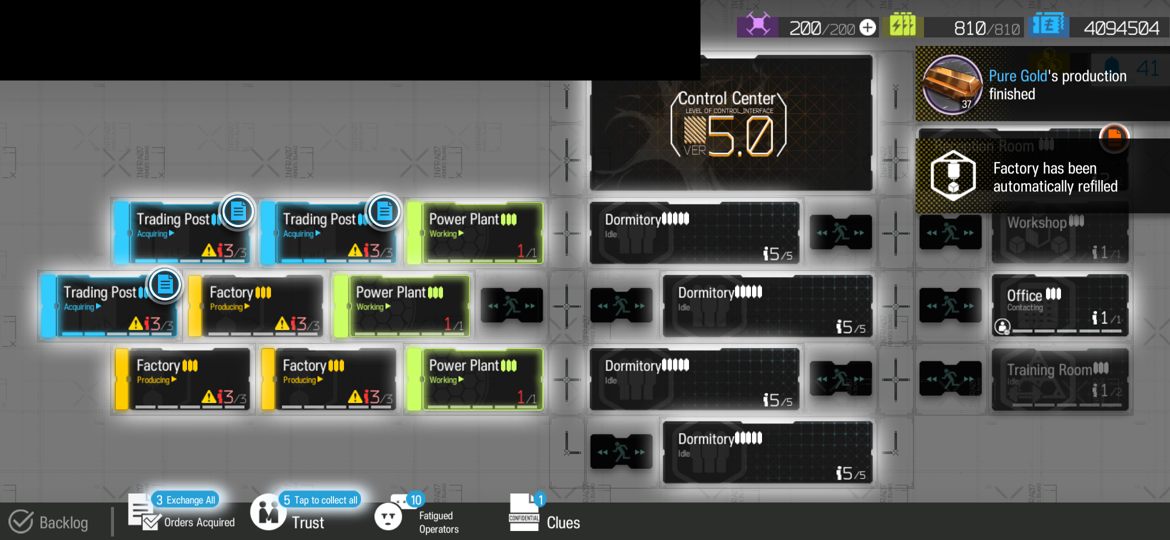 200/200
810/810
4094504
41
Pure Gold's production
finished
37
Control Center
LEVEL OF CONTROL_INTERFACE
VER 5.0
Factory has been
automatically refilled
Trading Post
Acquiring
3/3
Trading Post
Acquiring
3/3
Power Plant
Working
1/1
Dormitory
Idle
5/5
Workshop
1/1
Trading Post
Acquiring
3/3
Factory
Producing
3/3
Power Plant
Working
1/1
Dormitory
Idle
5/5
Office
Contacting
1/1
Factory
Producing
3/3
Factory
Producing
3/3
Power Plant
Working
1/1
Dormitory
Idle
5/5
Training Room
Idle
1/2
Dormitory
Idle
5/5
Backlog
3 Exchange All
Orders Acquired
5 Tap to collect all
Trust
10
Fatigued
Operators
CONFIDENTIAL
1
Clues